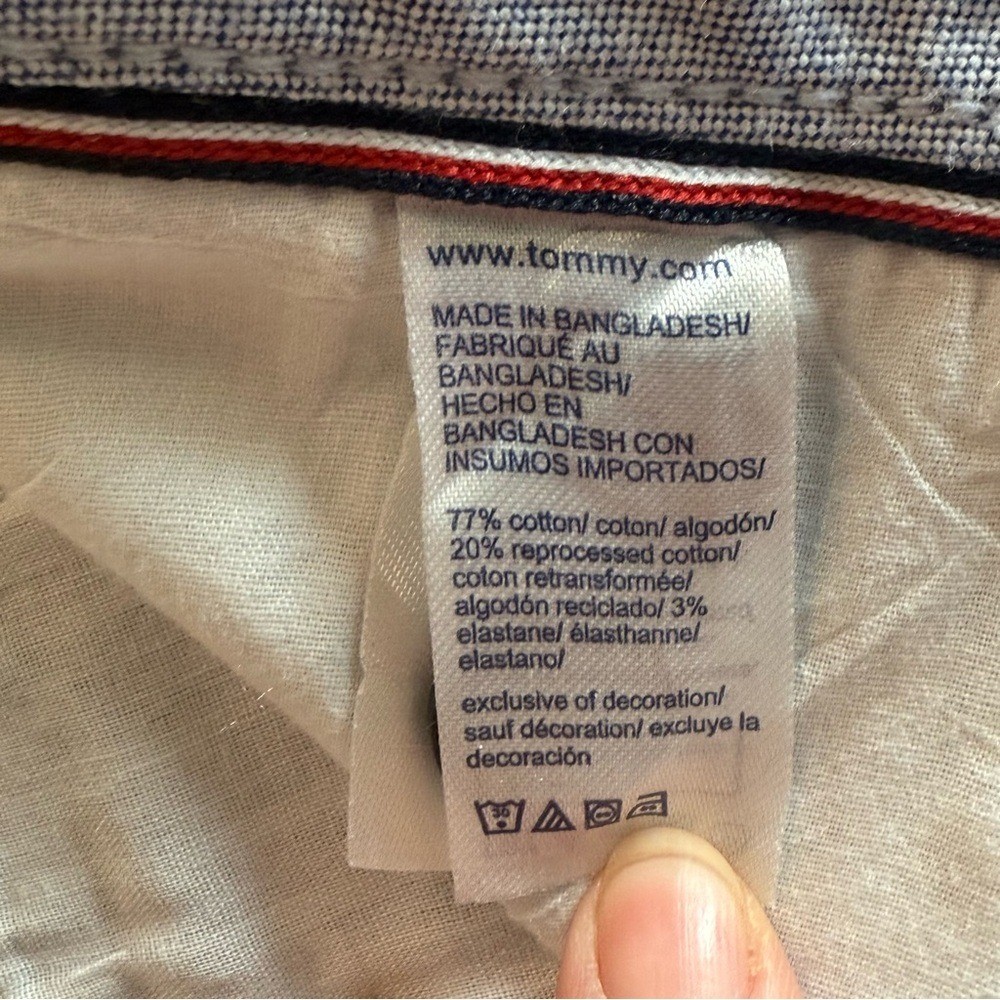 www.tommy.com
MADE IN BANGLADESH/
FABRIQUÉ AU
BANGLADESH/
HECHO EN
BANGLADESH CON
INSUMOS IMPORTADOS/
77% cotton/ coton/ algodón/
20% reprocessed cotton/
coton retransformée/
algodón reciclado/ 3%
elastane/ élasthanne/
elastano/
exclusive of decoration/
sauf décoration/ excluye la
decoración
30